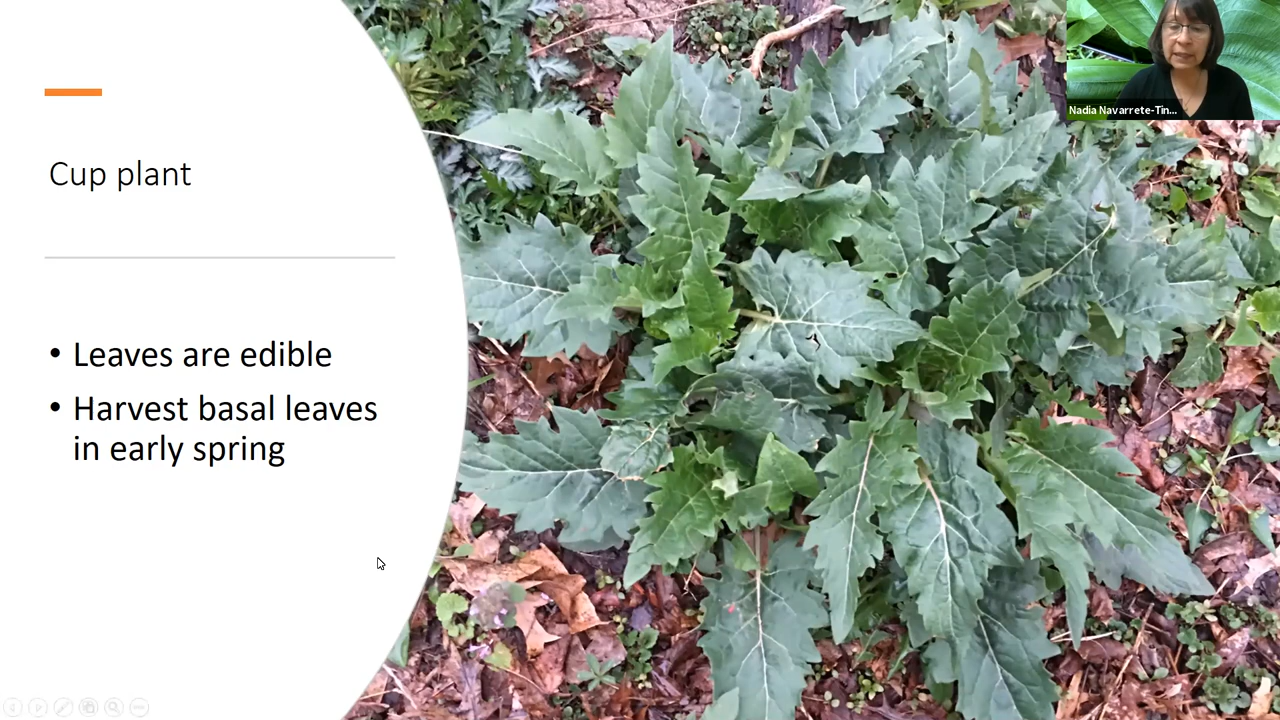 Nadia Navarrete-Tin...
Cup plant
• Leaves are edible
• Harvest basal leaves
in early spring